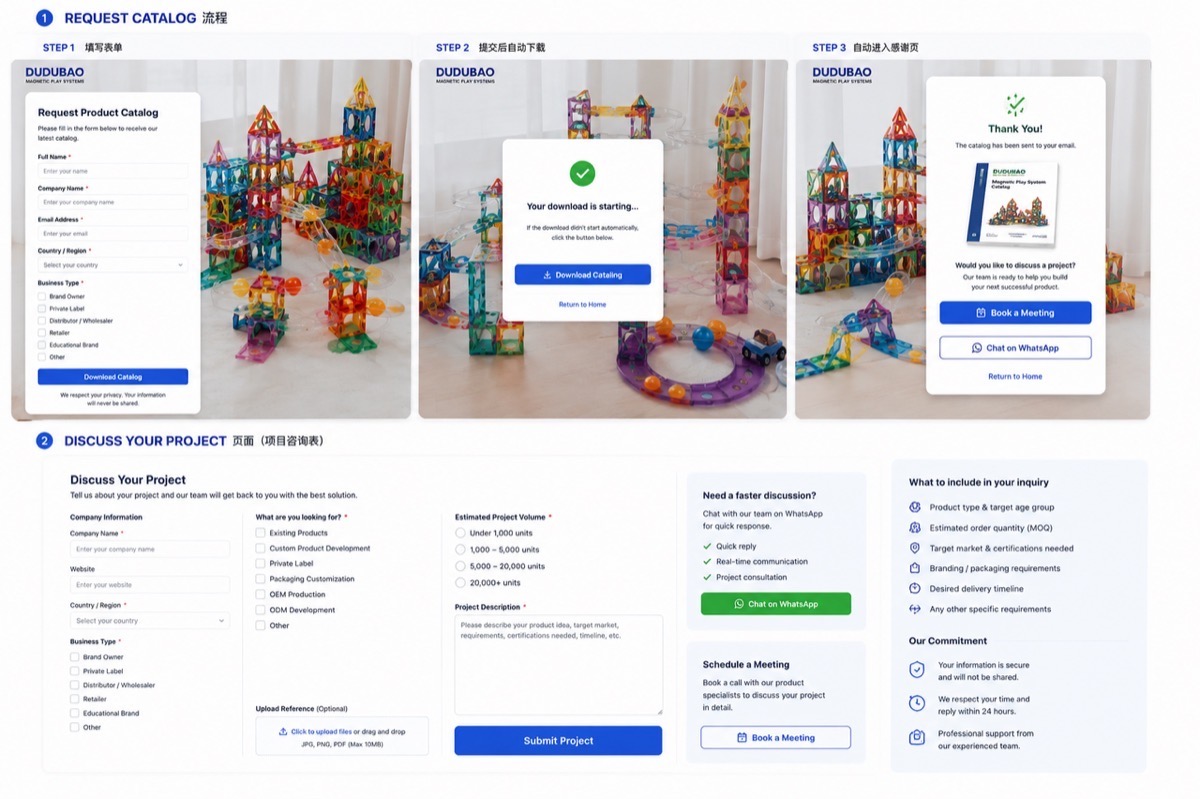 1 REQUEST CATALOG 流程
STEP 1 填写表单
DUDUBAO
MAGNETIC PLAY SYSTEMS
Request Product Catalog
Please fill in the form below to receive our
latest catalog.
Full Name *
Enter your name
Company Name *
Enter your company name
Email Address *
Enter your email
Country / Region *
Select your country
Business Type *
Brand Owner
Private Label
Distributor / Wholesaler
Retailer
Educational Brand
Other
Download Catalog
We respect your privacy. Your information
will never be shared.
STEP 2 提交后自动下载
DUDUBAO
MAGNETIC PLAY SYSTEMS
Your download is starting...
If the download didn't start automatically,
click the button below.
Download Cataling
Return to Home
STEP 3 自动进入感谢页
DUDUBAO
MAGNETIC PLAY SYSTEMS
Thank You!
The catalog has been sent to your email.
DUDUBAO
Magnetic Play System
Catalog
Would you like to discuss a project?
Our team is ready to help you build
your next successful product.
Book a Meeting
Chat on WhatsApp
Return to Home
2 DISCUSS YOUR PROJECT 页面（项目咨询表）
Discuss Your Project
Tell us about your project and our team will get back to you with the best solution.
Company Information
Company Name *
Enter your company name
Website
Enter your website
Country / Region *
Select your country
Business Type *
Brand Owner
Private Label
Distributor / Wholesaler
Retailer
Educational Brand
Other
What are you looking for? *
Existing Products
Custom Product Development
Private Label
Packaging Customization
OEM Production
ODM Development
Other
Upload Reference (Optional)
Click to upload files or drag and drop
JPG, PNG, PDF (Max 10MB)
Estimated Project Volume *
Under 1,000 units
1,000 – 5,000 units
5,000 – 20,000 units
20,000+ units
Project Description *
Please describe your product idea, target market,
requirements, certifications needed, timeline, etc.
Submit Project
Need a faster discussion?
Chat with our team on WhatsApp
for quick response.
Quick reply
Real-time communication
Project consultation
Chat on WhatsApp
Schedule a Meeting
Book a call with our product
specialists to discuss your project
in detail.
Book a Meeting
What to include in your inquiry
Product type & target age group
Estimated order quantity (MOQ)
Target market & certifications needed
Branding / packaging requirements
Desired delivery timeline
Any other specific requirements
Our Commitment
Your information is secure
and will not be shared.
We respect your time and
reply within 24 hours.
Professional support from
our experienced team.